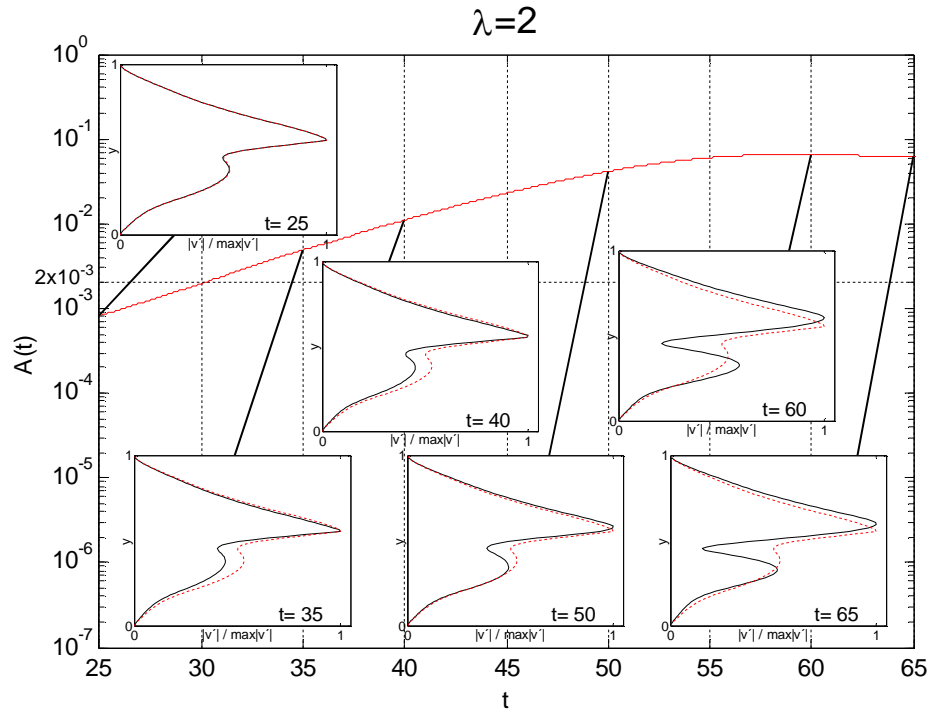 λ=2
10^0
10^-1
10^-2
2x10^-3
10^-3
10^-4
10^-5
10^-6
10^-7
A(t)
25
30
35
40
45
50
55
60
65
t
1
y
0
|v´| / max|v´|
1
t= 25
1
y
0
|v´| / max|v´|
1
t= 40
1
y
0
|v´| / max|v´|
1
t= 60
1
y
0
|v´| / max|v´|
1
t= 35
1
y
0
|v´| / max|v´|
1
t= 50
1
y
0
|v´| / max|v´|
1
t= 65